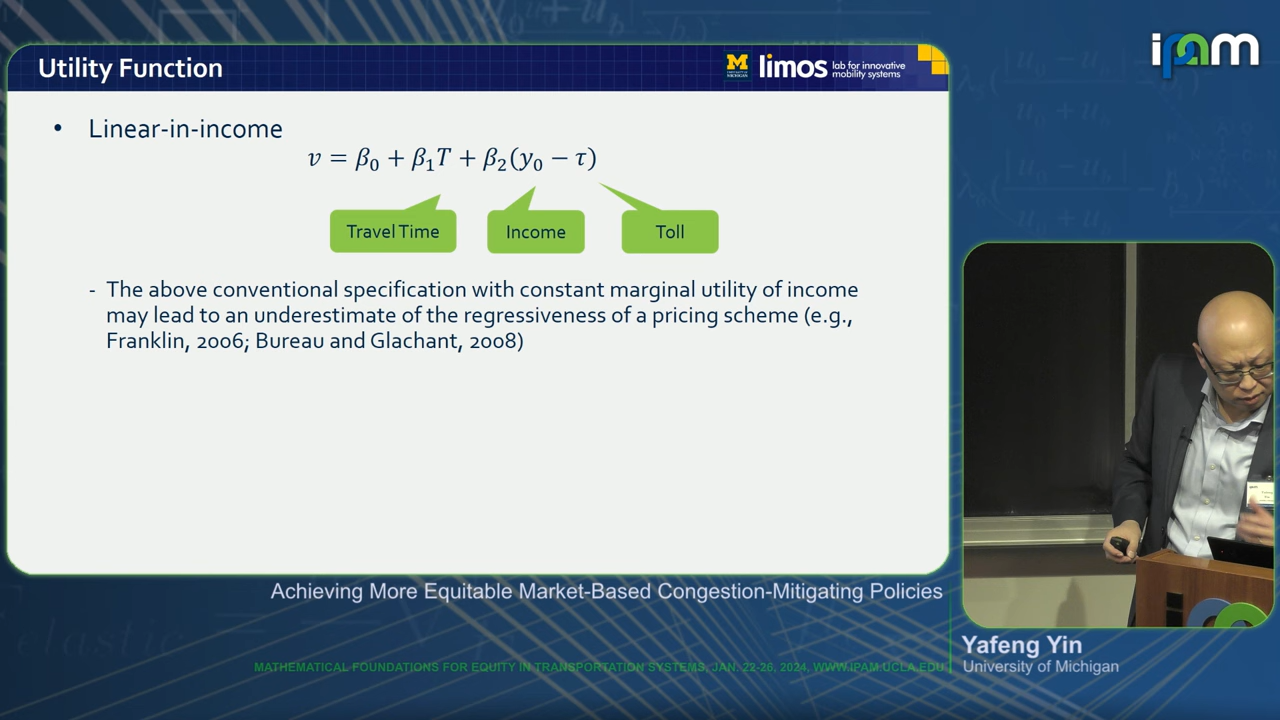 ipam
Utility Function
M
limos lab for innovative
mobility systems
• Linear-in-income
v = β₀ + β₁T + β₂(y₀ − τ)
Travel Time
Income
Toll
- The above conventional specification with constant marginal utility of income
may lead to an underestimate of the regressiveness of a pricing scheme (e.g.,
Franklin, 2006; Bureau and Glachant, 2008)
Achieving More Equitable Market-Based Congestion-Mitigating Policies
Yafeng Yin
University of Michigan
MATHEMATICAL FOUNDATIONS FOR EQUITY IN TRANSPORTATION SYSTEMS, JAN. 22-26, 2024, WWW.IPAM.UCLA.EDU
elastic